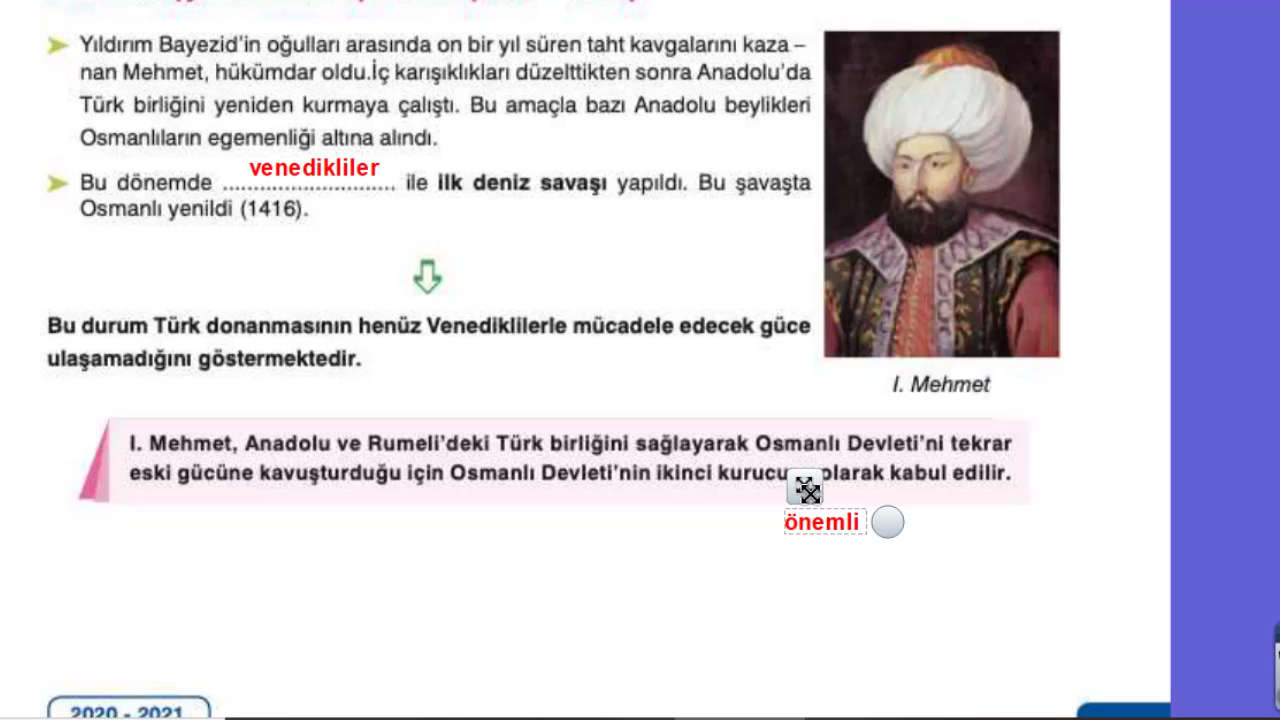 Yıldırım Bayezid'in oğulları arasında on bir yıl süren taht kavgalarını kaza –
nan Mehmet, hükümdar oldu.İç karışıklıkları düzelttikten sonra Anadolu'da
Türk birliğini yeniden kurmaya çalıştı. Bu amaçla bazı Anadolu beylikleri
Osmanlıların egemenliği altına alındı.
venedikliler
Bu dönemde ............................ ile ilk deniz savaşı yapıldı. Bu şavaşta
Osmanlı yenildi (1416).
Bu durum Türk donanmasının henüz Venediklilerle mücadele edecek güce
ulaşamadığını göstermektedir.
I. Mehmet
I. Mehmet, Anadolu ve Rumeli'deki Türk birliğini sağlayarak Osmanlı Devleti'ni tekrar
eski gücüne kavuşturduğu için Osmanlı Devleti'nin ikinci kurucu olarak kabul edilir.
önemli
2020 - 2021